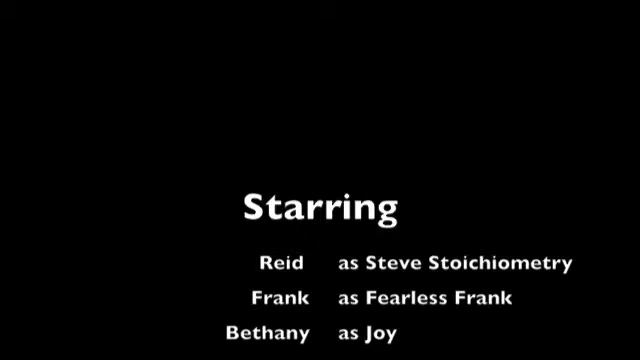 Starring
Reid as Steve Stoichiometry
Frank as Fearless Frank
Bethany as Joy